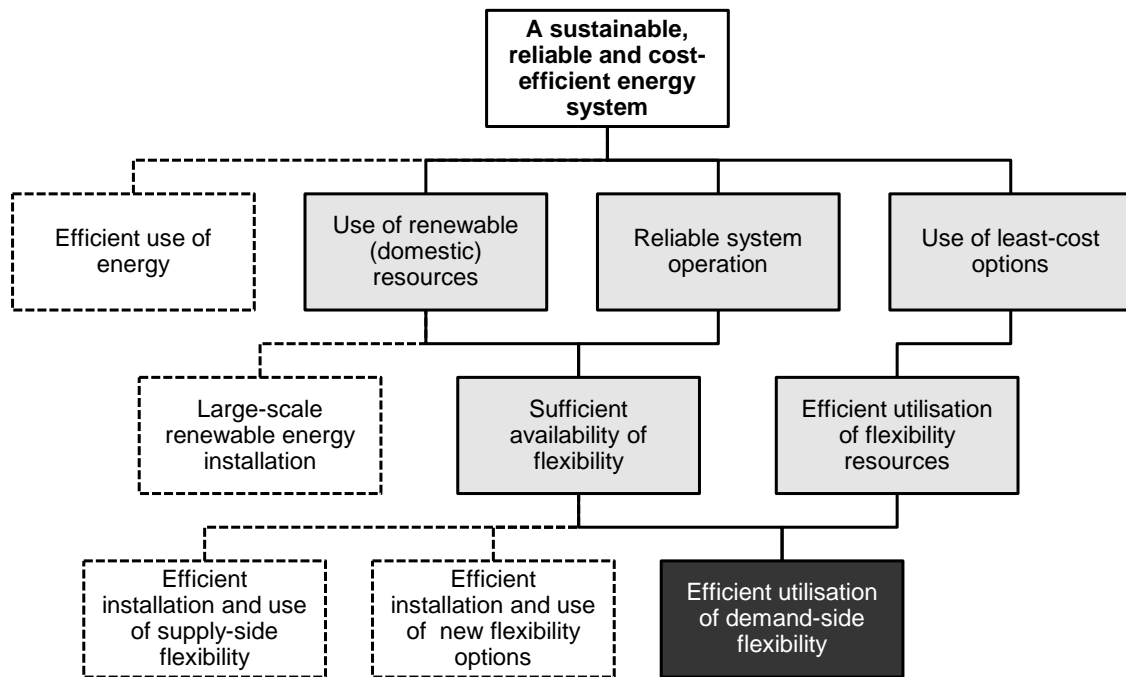 A sustainable,
reliable and cost-
efficient energy
system
Efficient use of
energy
Use of renewable
(domestic)
resources
Reliable system
operation
Use of least-cost
options
Large-scale
renewable energy
installation
Sufficient
availability of
flexibility
Efficient utilisation
of flexibility
resources
Efficient
installation and use
of supply-side
flexibility
Efficient
installation and use
of new flexibility
options
Efficient utilisation
of demand-side
flexibility